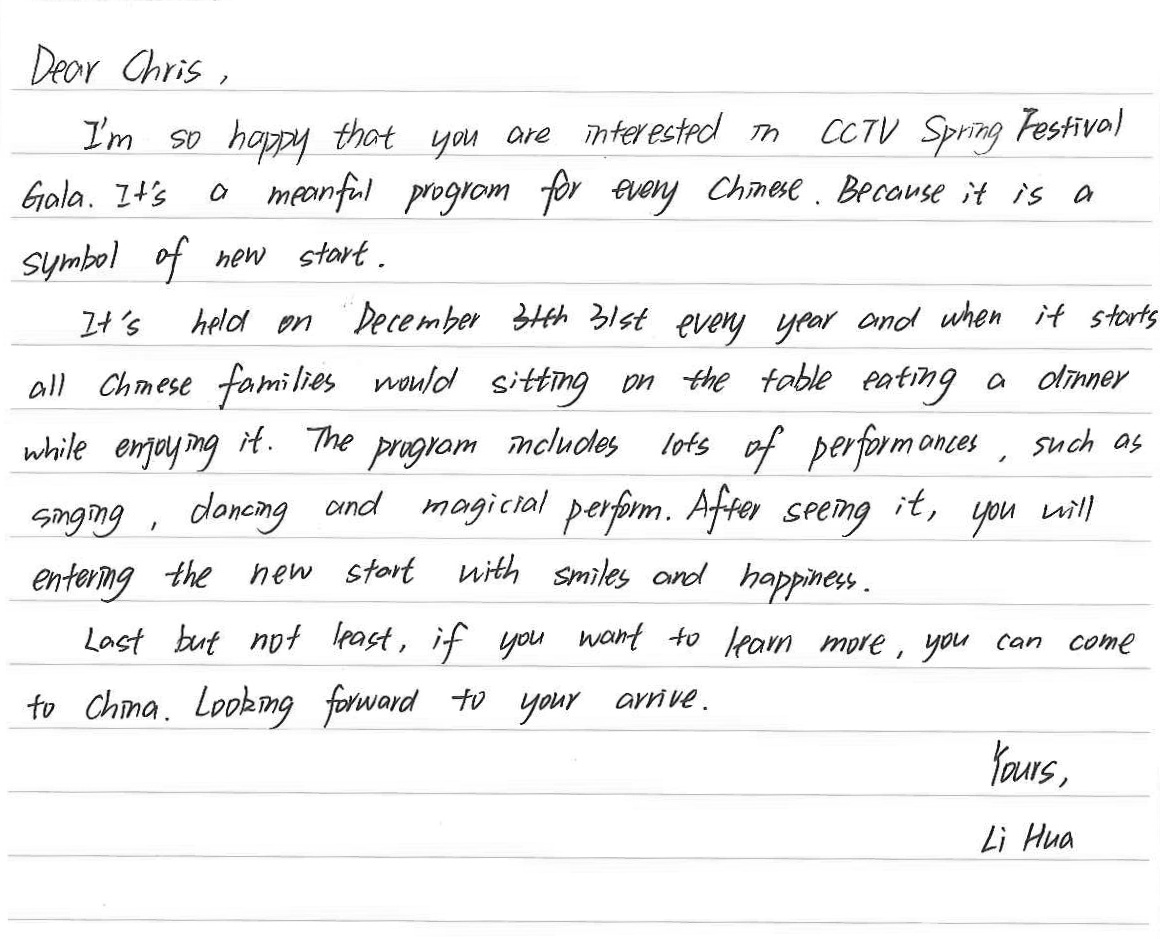 Dear Chris,
I'm so happy that you are interested in CCTV Spring Festival
Gala. It's a meanful program for every Chinese. Because it is a
symbol of new start.
It's held on December 31th 31st every year and when it starts
all Chinese families would sitting on the table eating a dinner
while enjoying it. The program includes lots of performances, such as
singing, dancing and magicial perform. After seeing it, you will
entering the new start with smiles and happiness.
Last but not least, if you want to learn more, you can come
to China. Looking forward to your arrive.
Yours,
Li Hua